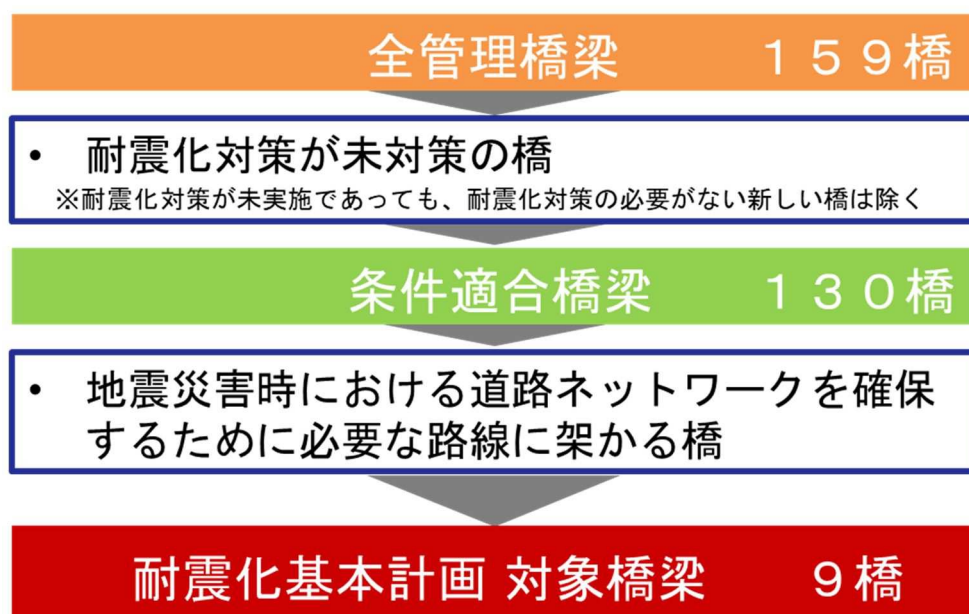 全管理橋梁　　１５９橋
• 耐震化対策が未対策の橋
※耐震化対策が未実施であっても、耐震化対策の必要がない新しい橋は除く
条件適合橋梁　　１３０橋
• 地震災害時における道路ネットワークを確保
するために必要な路線に架かる橋
耐震化基本計画 対象橋梁　　９橋